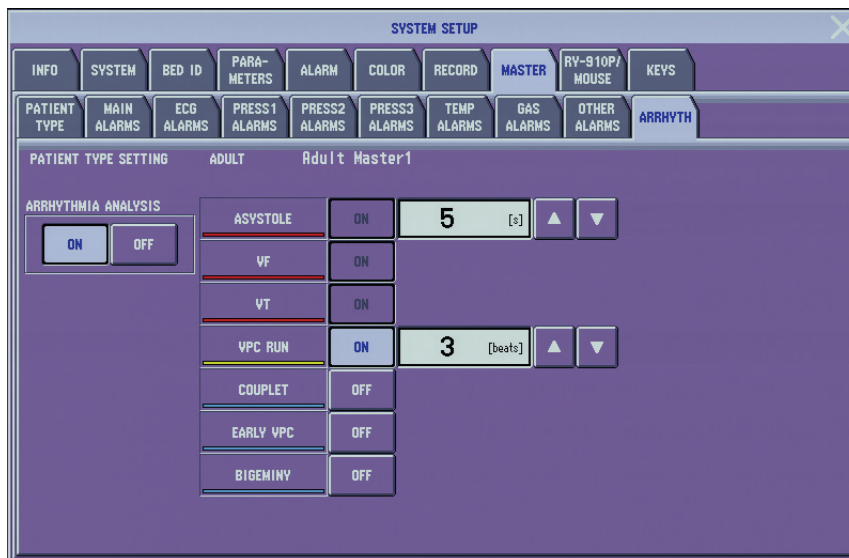 SYSTEM SETUP
INFO SYSTEM BED ID PARA-METERS ALARM COLOR RECORD MASTER RY-910P/MOUSE KEYS
PATIENT TYPE MAIN ALARMS ECG ALARMS PRESS1 ALARMS PRESS2 ALARMS PRESS3 ALARMS TEMP ALARMS GAS ALARMS OTHER ALARMS ARRHYTH
PATIENT TYPE SETTING ADULT Adult Master1
ARRHYTHMIA ANALYSIS
ON OFF
ASYSTOLE ON 5 [s]
VF ON
VT ON
VPC RUN ON 3 [beats]
COUPLET OFF
EARLY VPC OFF
BIGEMINY OFF